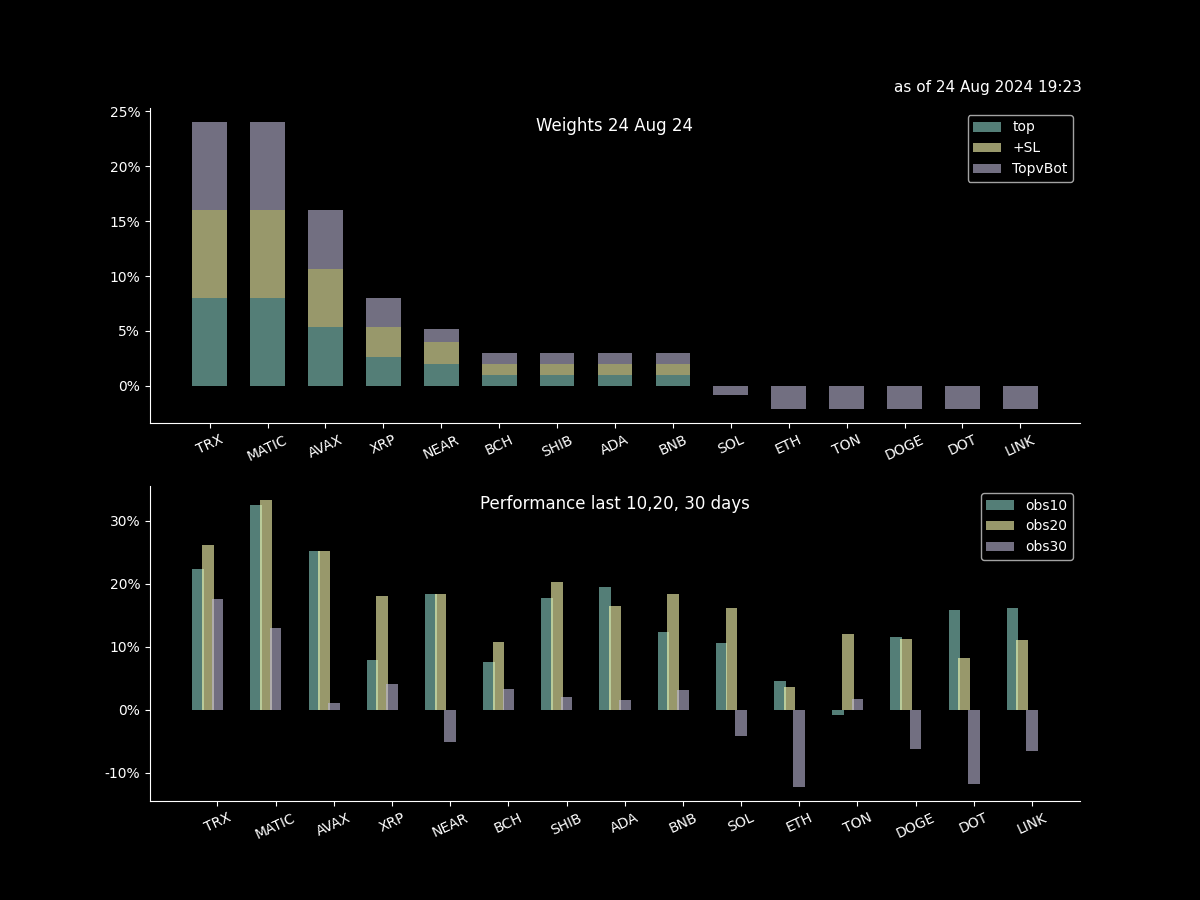 as of 24 Aug 2024 19:23
Weights 24 Aug 24
top
+SL
TopvBot
25%
20%
15%
10%
5%
0%
TRX MATIC AVAX XRP NEAR BCH SHIB ADA BNB SOL ETH TON DOGE DOT LINK
Performance last 10,20, 30 days
obs10
obs20
obs30
30%
20%
10%
0%
-10%
TRX MATIC AVAX XRP NEAR BCH SHIB ADA BNB SOL ETH TON DOGE DOT LINK